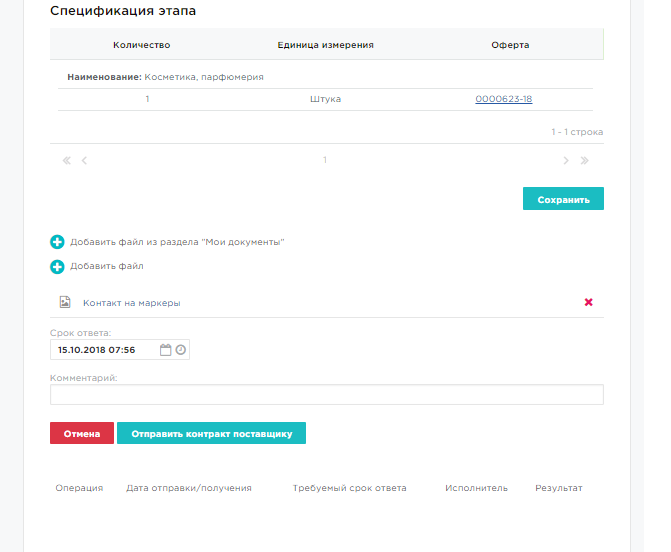 Спецификация этапа
Количество Единица измерения Оферта
Наименование: Косметика, парфюмерия
1 Штука 0000623-18
1 - 1 строка
1
Сохранить
Добавить файл из раздела "Мои документы"
Добавить файл
Контакт на маркеры
Срок ответа:
15.10.2018 07:56
Комментарий:
Отмена Отправить контракт поставщику
Операция Дата отправки/получения Требуемый срок ответа Исполнитель Результат